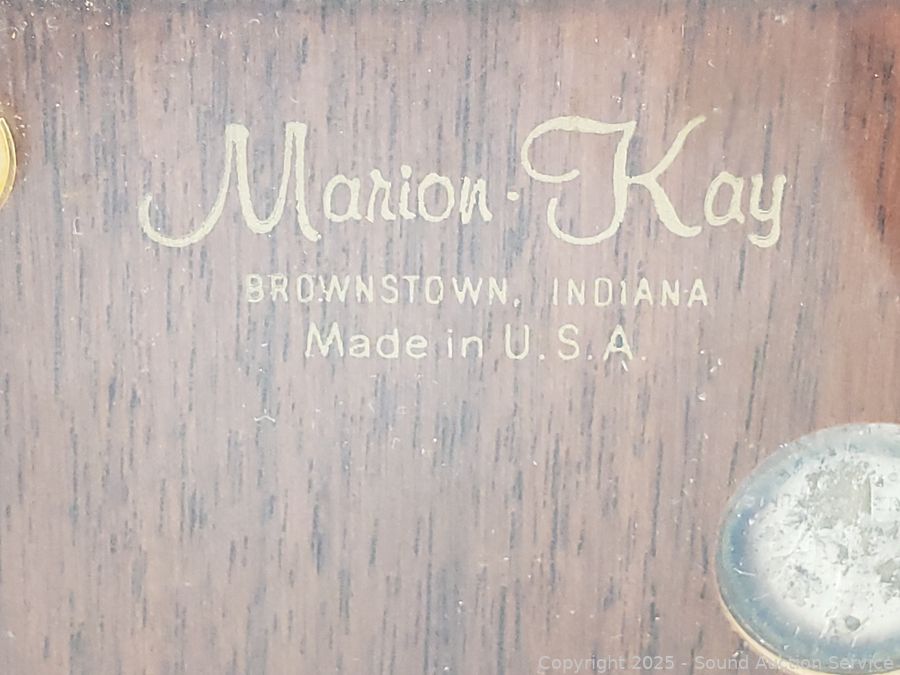 Marion·Kay
BROWNSTOWN, INDIANA
Made in U.S.A.
Copyright 2025 - Sound Auction Service